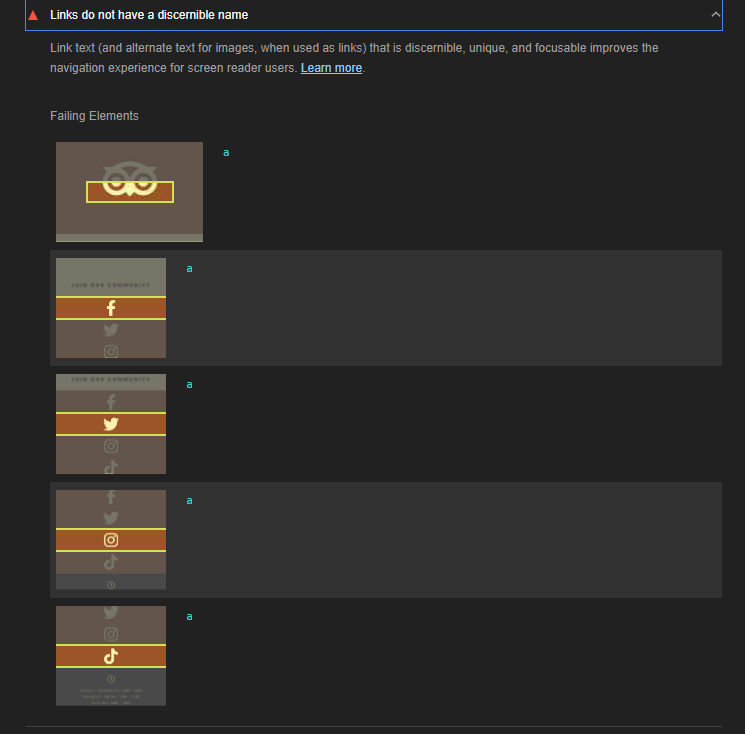 Links do not have a discernible name
Link text (and alternate text for images, when used as links) that is discernible, unique, and focusable improves the
navigation experience for screen reader users. Learn more.
Failing Elements
a
JOIN OUR COMMUNITY
a
JOIN OUR COMMUNITY
a
a
a